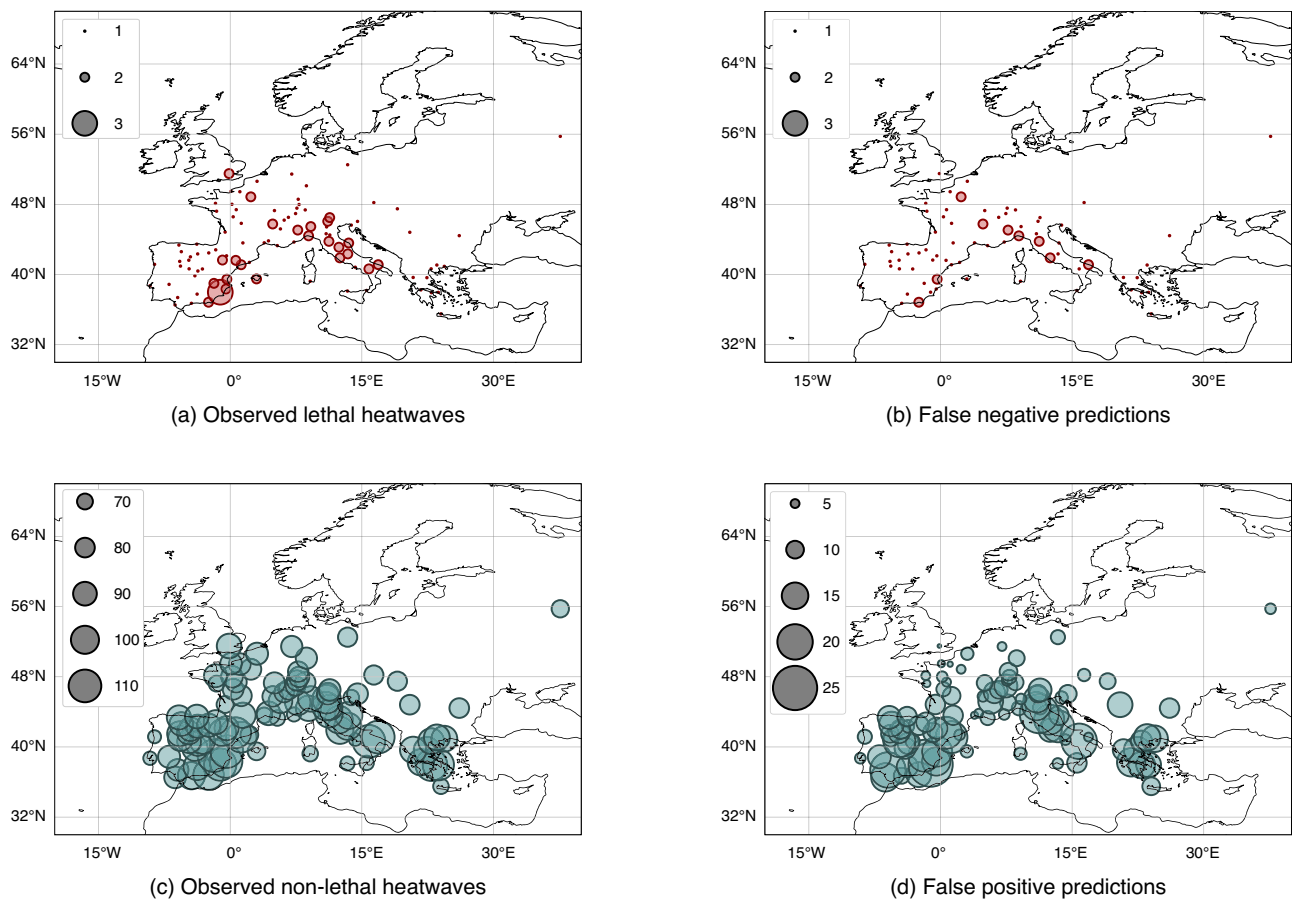 1
2
3
64°N
56°N
48°N
40°N
32°N
15°W
0°
15°E
30°E
(a) Observed lethal heatwaves
1
2
3
64°N
56°N
48°N
40°N
32°N
15°W
0°
15°E
30°E
(b) False negative predictions
70
80
90
100
110
64°N
56°N
48°N
40°N
32°N
15°W
0°
15°E
30°E
(c) Observed non-lethal heatwaves
5
10
15
20
25
64°N
56°N
48°N
40°N
32°N
15°W
0°
15°E
30°E
(d) False positive predictions